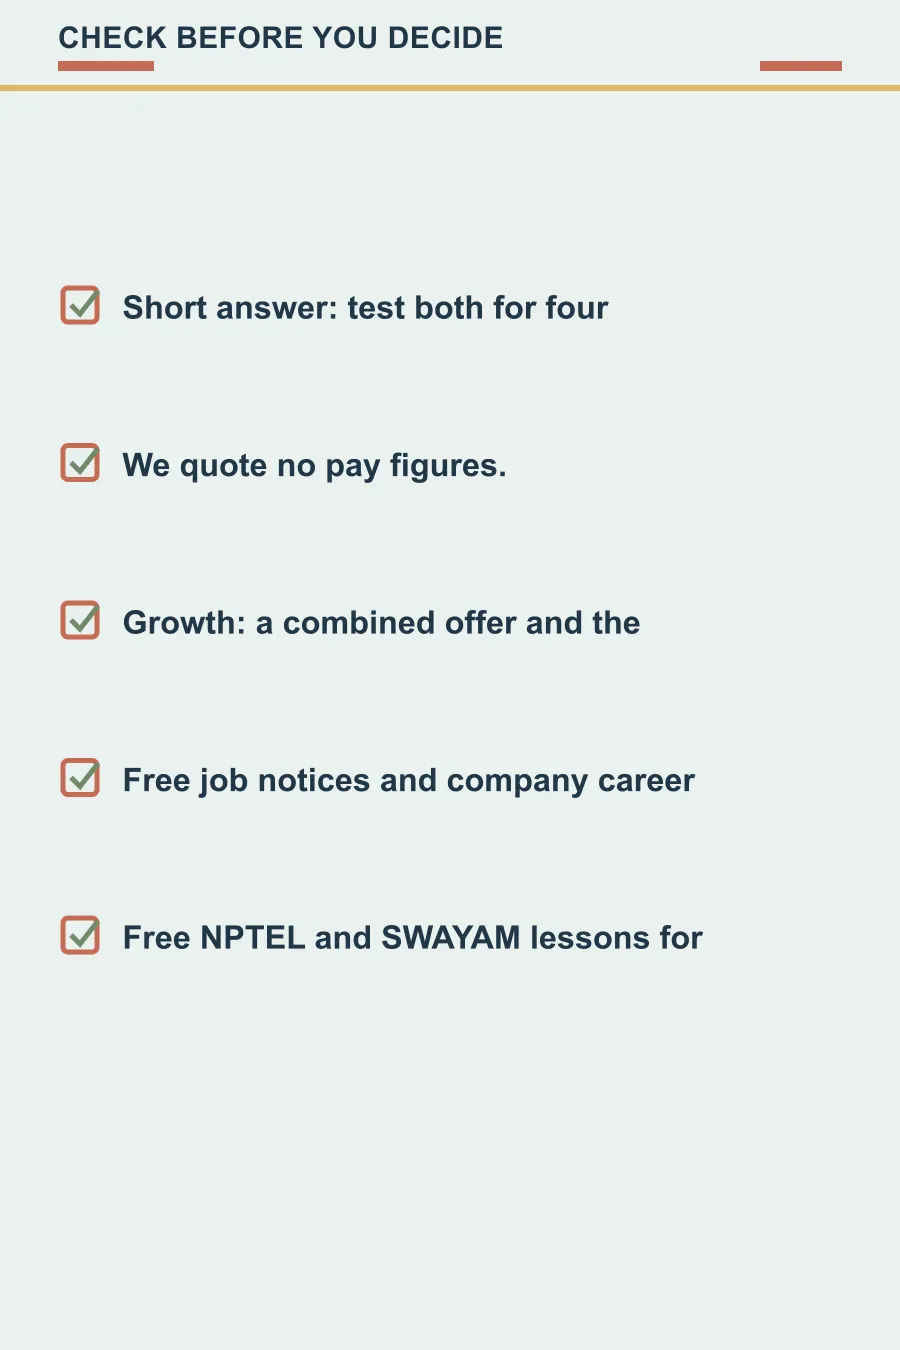 CHECK BEFORE YOU DECIDE
Short answer: test both for four
We quote no pay figures.
Growth: a combined offer and the
Free job notices and company career
Free NPTEL and SWAYAM lessons for